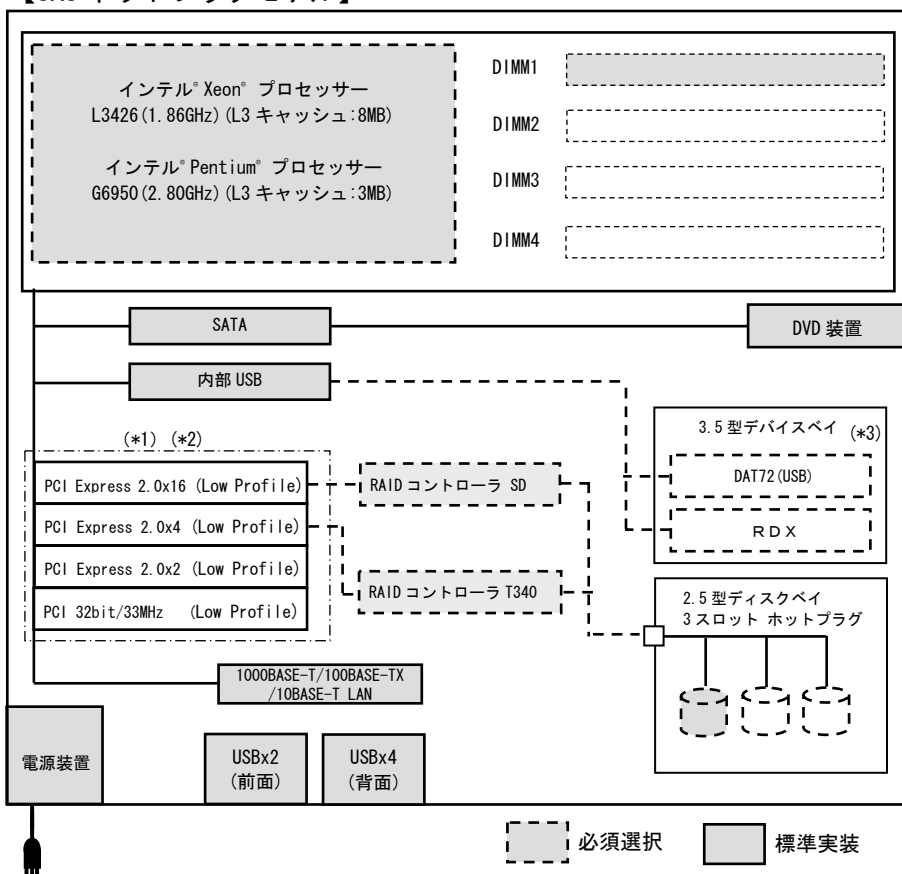 インテル® Xeon® プロセッサー
L3426(1.86GHz)(L3 キャッシュ:8MB)
インテル® Pentium® プロセッサー
G6950(2.80GHz)(L3 キャッシュ:3MB)
DIMM1
DIMM2
DIMM3
DIMM4
SATA
DVD 装置
内部 USB
(*1) (*2)
PCI Express 2.0x16 (Low Profile)
PCI Express 2.0x4 (Low Profile)
PCI Express 2.0x2 (Low Profile)
PCI 32bit/33MHz (Low Profile)
RAID コントローラ SD
RAID コントローラ T340
3.5 型デバイスベイ (*3)
DAT72(USB)
RDX
2.5 型ディスクベイ
3 スロット ホットプラグ
1000BASE-T/100BASE-TX
/10BASE-T LAN
電源装置
USBx2
(前面)
USBx4
(背面)
必須選択
標準実装